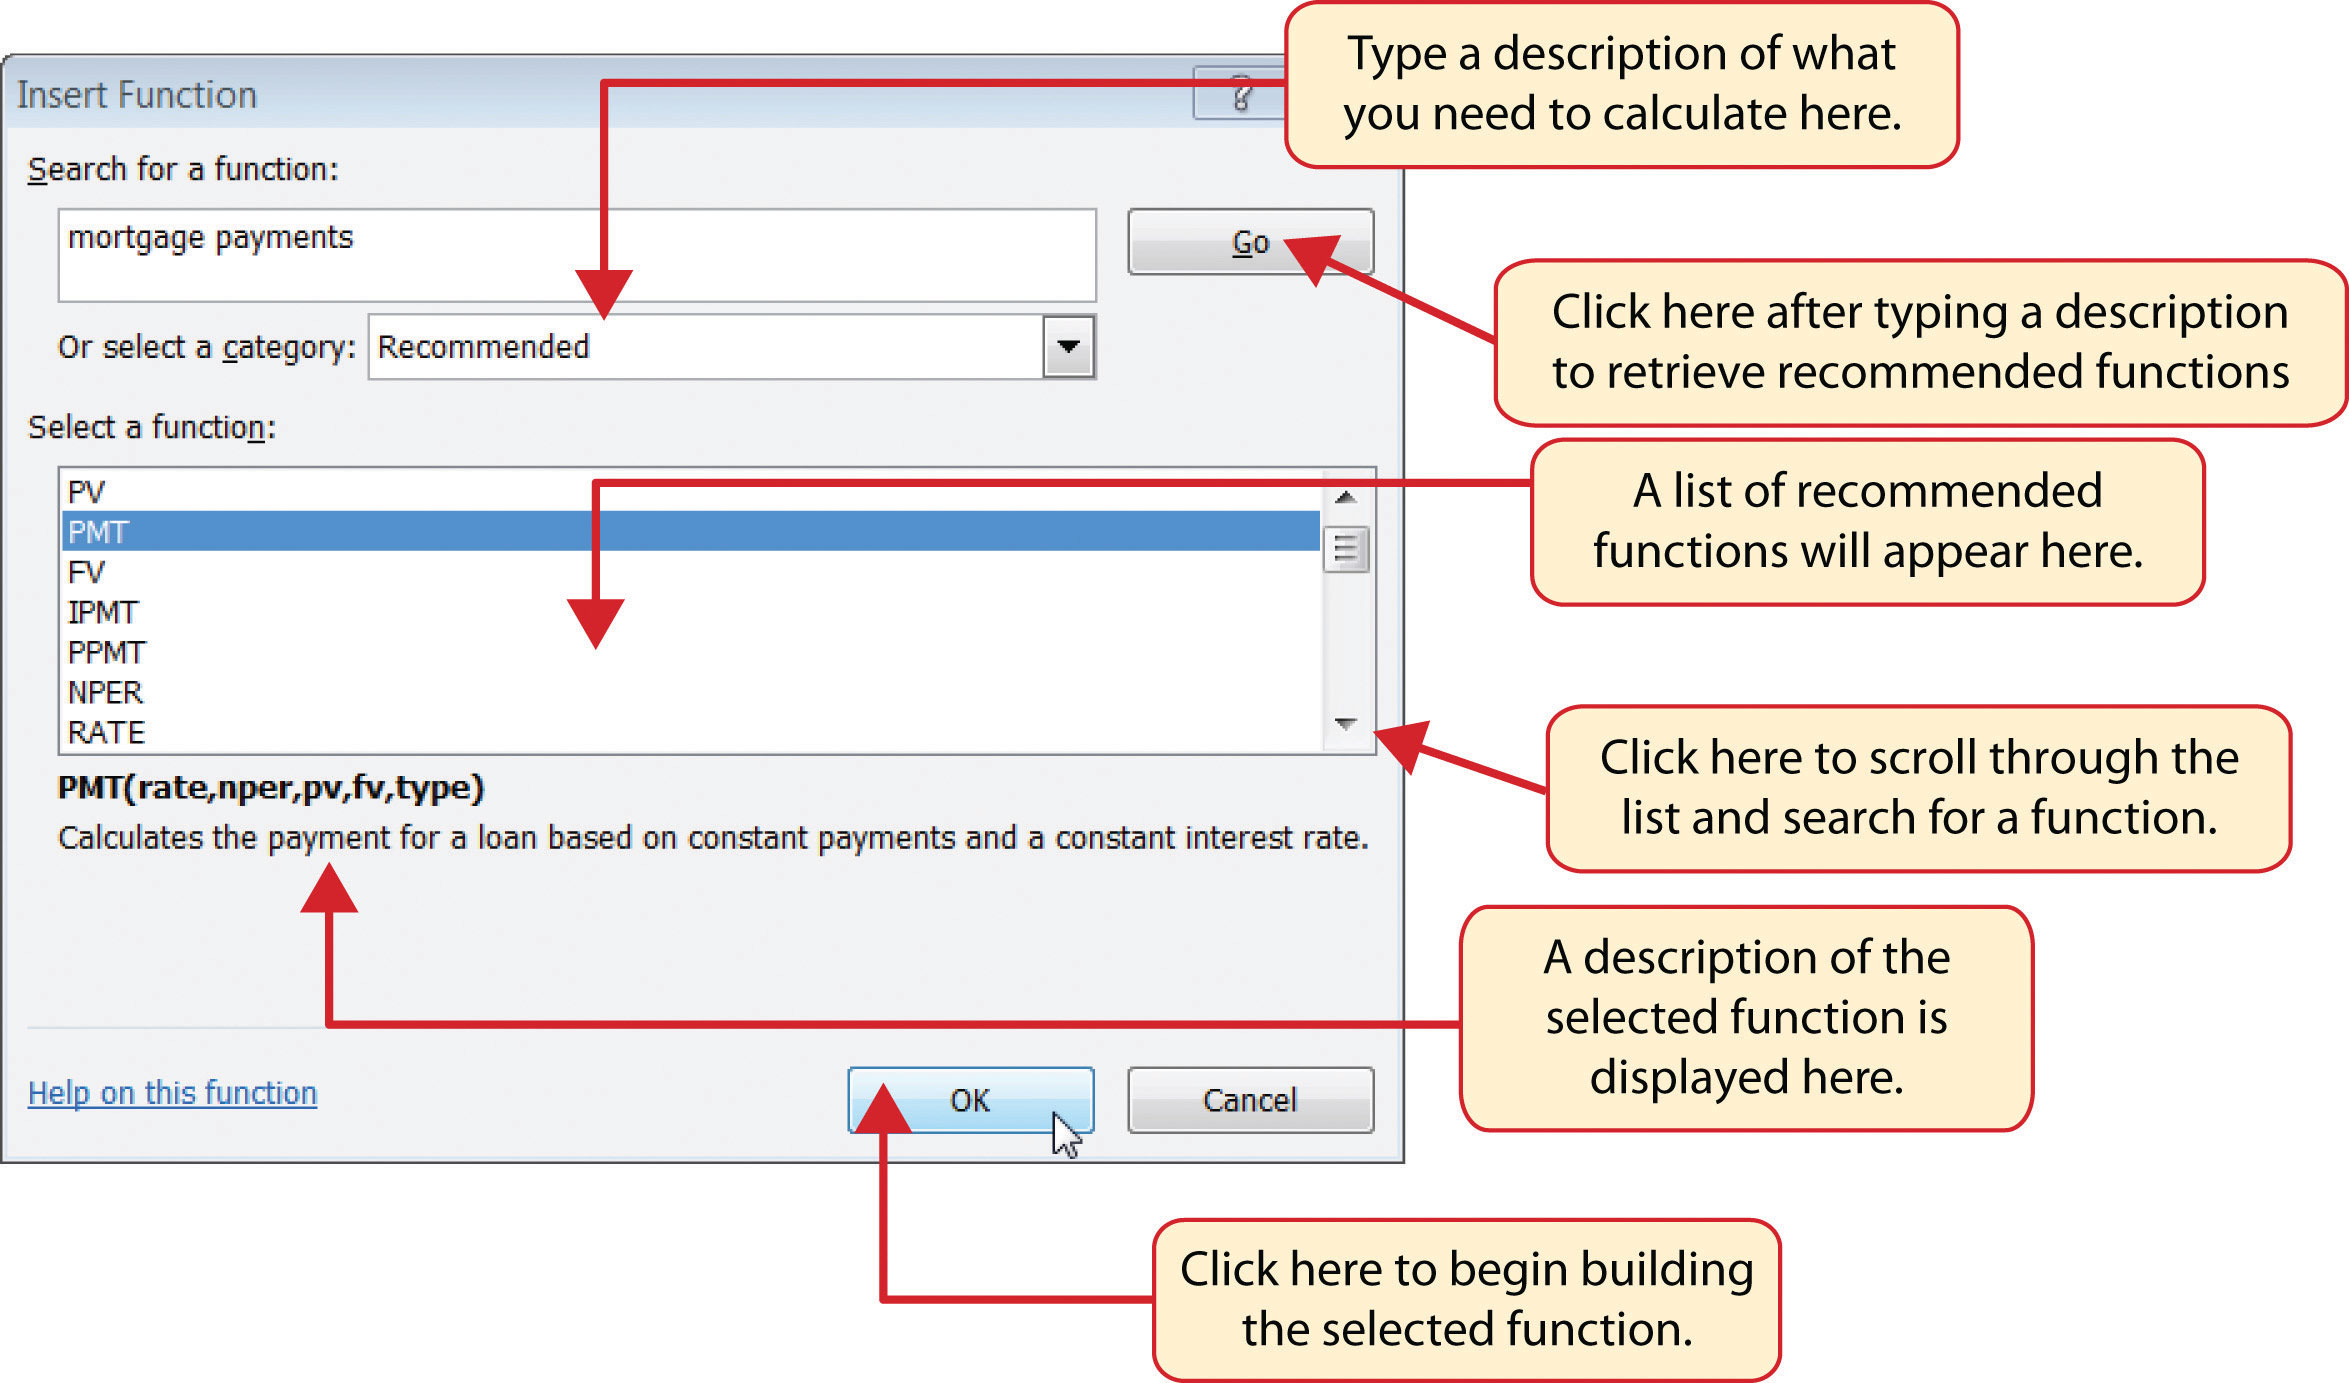 Type a description of what
you need to calculate here.
Insert Function
?
Search for a function:
mortgage payments
Go
Click here after typing a description
to retrieve recommended functions
Or select a category:
Recommended
Select a function:
A list of recommended
functions will appear here.
PV
PMT
FV
IPMT
PPMT
NPER
RATE
Click here to scroll through the
list and search for a function.
PMT(rate,nper,pv,fv,type)
Calculates the payment for a loan based on constant payments and a constant interest rate.
A description of the
selected function is
displayed here.
Help on this function
OK
Cancel
Click here to begin building
the selected function.